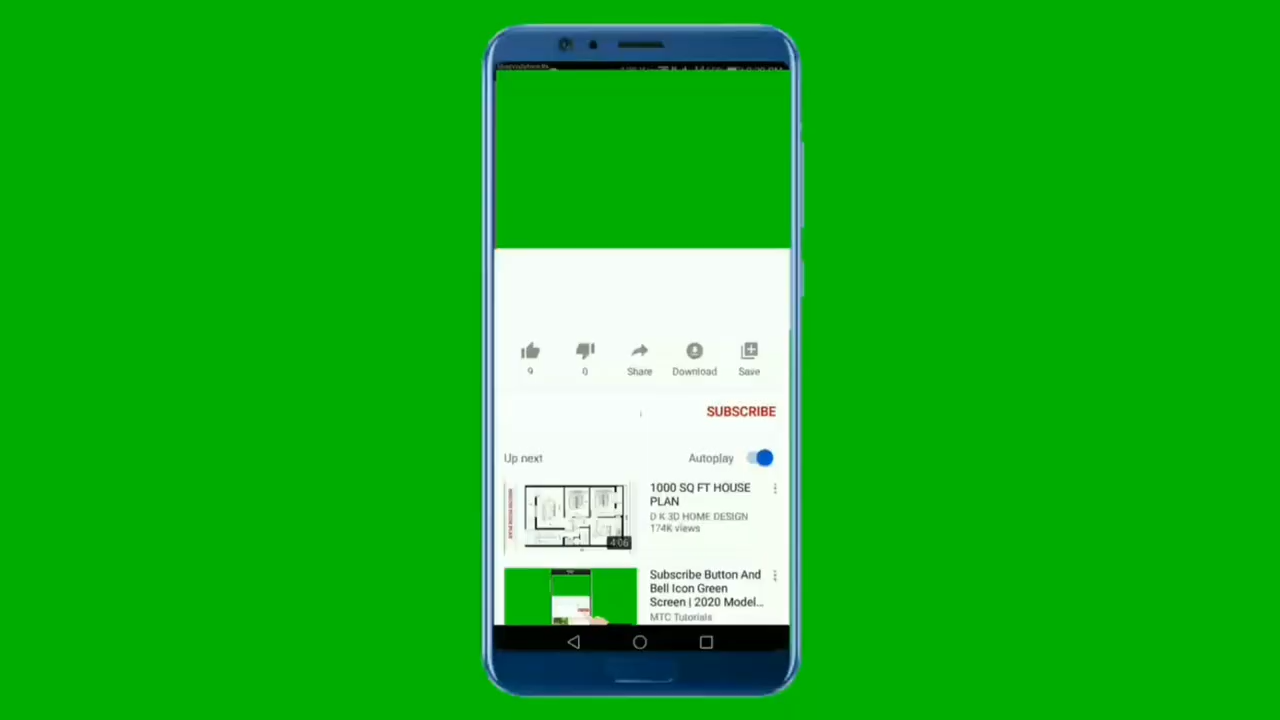 9
0
Share
Download
Save
SUBSCRIBE
Up next
Autoplay
1000 SQ FT HOUSE
PLAN
D K 3D HOME DESIGN
174K views
4:06
Subscribe Button And
Bell Icon Green
Screen | 2020 Model...
MTC Tutorials